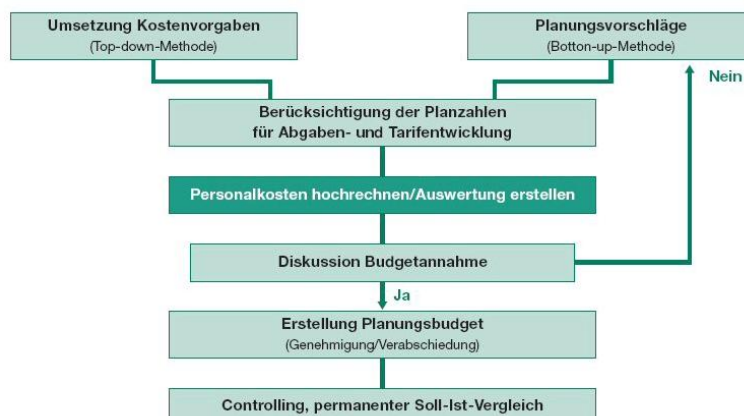 Umsetzung Kostenvorgaben
(Top-down-Methode)
Planungsvorschläge
(Botton-up-Methode)
Nein
Berücksichtigung der Planzahlen
für Abgaben- und Tarifentwicklung
Personalkosten hochrechnen/Auswertung erstellen
Diskussion Budgetannahme
Ja
Erstellung Planungsbudget
(Genehmigung/Verabschiedung)
Controlling, permanenter Soll-Ist-Vergleich